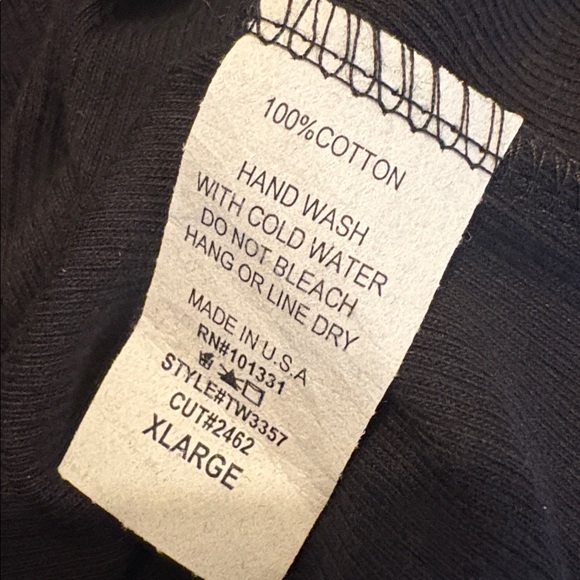 100%COTTON
HAND WASH
WITH COLD WATER
DO NOT BLEACH
HANG OR LINE DRY
MADE IN U.S.A
RN#101331
STYLE#TW3357
CUT#2462
XLARGE